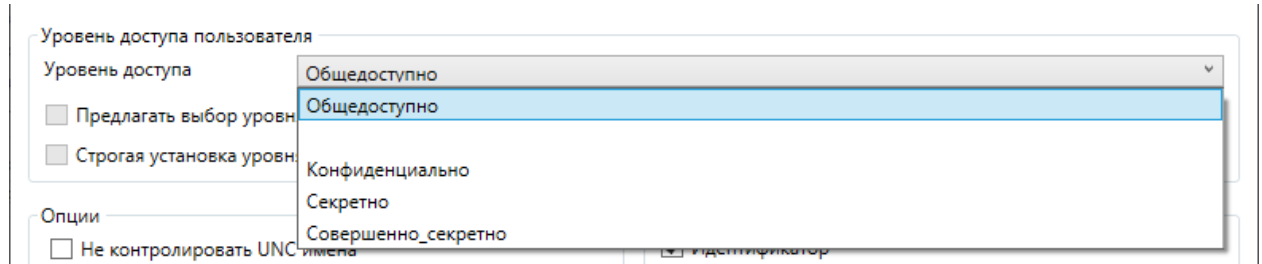 Уровень доступа пользователя
Уровень доступа
Общедоступно
Общедоступно
Предлагать выбор уровн
Строгая установка уровн
Конфиденциально
Секретно
Совершенно_секретно
Опции
Не контролировать UNC имена
Идентификатор